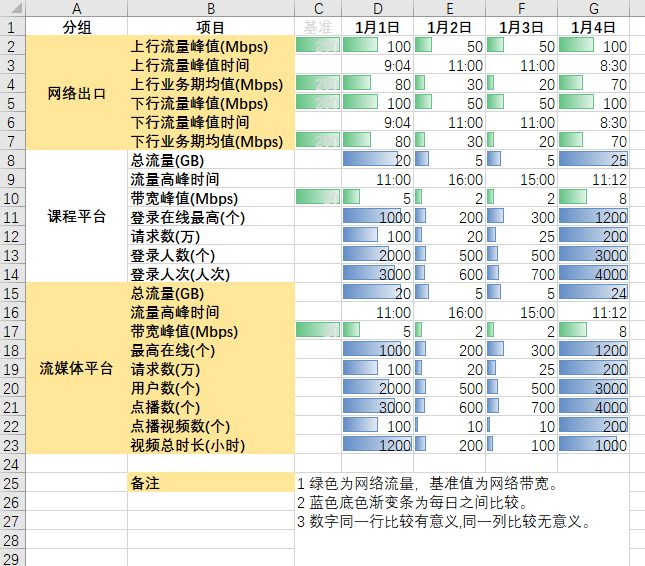 A B C D E F G
1 分组 项目 基准 1月1日 1月2日 1月3日 1月4日
2 上行流量峰值(Mbps) 100 50 50 100
3 上行流量峰值时间 9:04 11:00 11:00 8:30
4 网络出口 上行业务期均值(Mbps) 80 30 20 70
5 下行流量峰值(Mbps) 100 50 50 100
6 下行流量峰值时间 9:04 11:00 11:00 8:30
7 下行业务期均值(Mbps) 80 30 20 70
8 总流量(GB) 20 5 5 25
9 流量高峰时间 11:00 16:00 15:00 11:12
10 带宽峰值(Mbps) 5 2 2 8
11 课程平台 登录在线最高(个) 1000 200 300 1200
12 请求数(万) 100 20 25 200
13 登录人数(个) 2000 500 500 3000
14 登录人次(人次) 3000 600 700 4000
15 总流量(GB) 20 5 5 24
16 流量高峰时间 11:00 16:00 15:00 11:12
17 带宽峰值(Mbps) 5 2 2 8
18 最高在线(个) 1000 200 300 1200
19 流媒体平台 请求数(万) 100 20 25 200
20 用户数(个) 2000 500 500 3000
21 点播数(个) 3000 600 700 4000
22 点播视频数(个) 100 10 10 200
23 视频总时长(小时) 1200 200 100 1000
24
25 备注 1 绿色为网络流量，基准值为网络带宽。
26 2 蓝色底色渐变条为每日之间比较。
27 3 数字同一行比较有意义,同一列比较无意义。
28
29